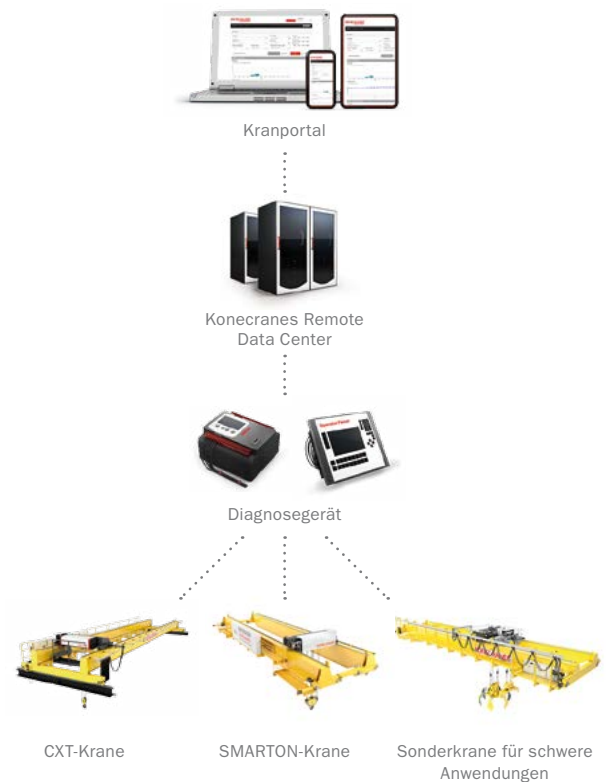 Kranportal
Konecranes Remote
Data Center
Diagnosegerät
CXT-Krane
SMARTON-Krane
Sonderkrane für schwere
Anwendungen